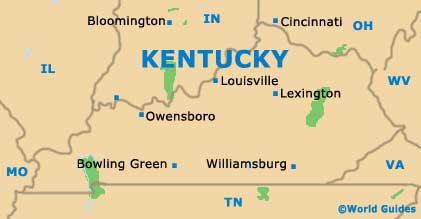 Bloomington
IN
Cincinnati
OH
KENTUCKY
IL
Louisville
WV
Lexington
Owensboro
MO
Bowling Green
Williamsburg
VA
TN
©World Guides